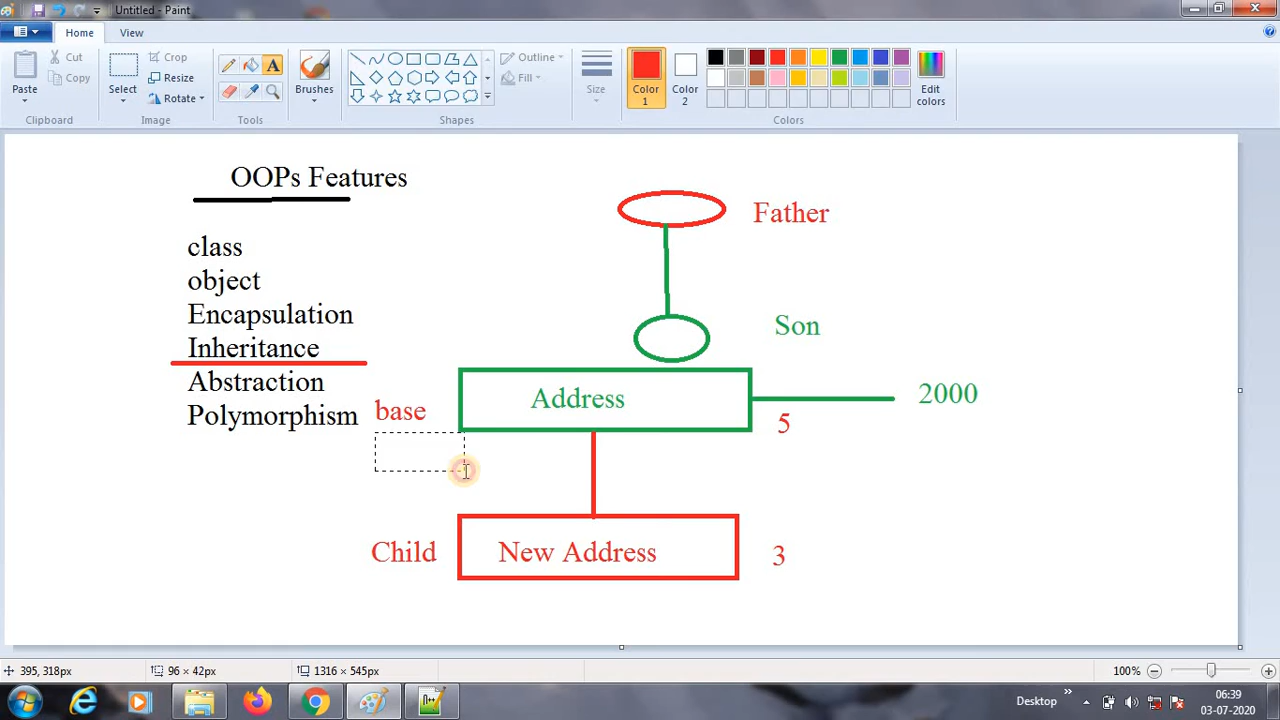 Untitled - Paint
Home
View
Paste
Cut
Copy
Clipboard
Select
Crop
Resize
Rotate
Image
A
Tools
Brushes
Outline
Fill
Shapes
Size
Color 1
Color 2
Edit colors
Colors
OOPs Features
class
object
Encapsulation
Inheritance
Abstraction
Polymorphism
Father
Son
base
Address
2000
5
Child
New Address
3
395, 318px
96 × 42px
1316 × 545px
100%
Desktop
06:39
03-07-2020